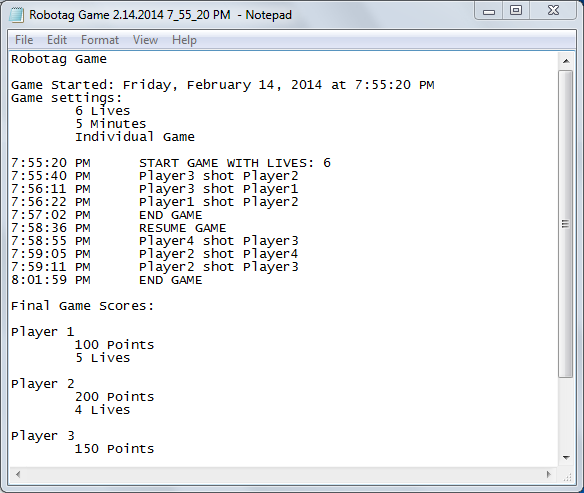 Robotag Game 2.14.2014 7_55_20 PM - Notepad
File Edit Format View Help
Robotag Game
Game Started: Friday, February 14, 2014 at 7:55:20 PM
Game settings:
6 Lives
5 Minutes
Individual Game
7:55:20 PM START GAME WITH LIVES: 6
7:55:40 PM Player3 shot Player2
7:56:11 PM Player3 shot Player1
7:56:22 PM Player1 shot Player2
7:57:02 PM END GAME
7:58:36 PM RESUME GAME
7:58:55 PM Player4 shot Player3
7:59:05 PM Player2 shot Player4
7:59:11 PM Player2 shot Player3
8:01:59 PM END GAME
Final Game Scores:
Player 1
100 Points
5 Lives
Player 2
200 Points
4 Lives
Player 3
150 Points